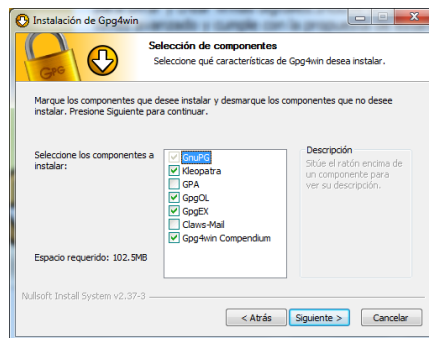 Instalación de Gpg4win
Selección de componentes
Seleccione qué características de Gpg4win desea instalar.
GPG
Marque los componentes que desee instalar y desmarque los componentes que no desee
instalar. Presione Siguiente para continuar.
Seleccione los componentes a
instalar:
GnuPG
Kleopatra
GPA
GpgOL
GpgEX
Claws-Mail
Gpg4win Compendium
Descripción
Sitúe el ratón encima de
un componente para
ver su descripción.
Espacio requerido: 102.5MB
Nullsoft Install System v2.37-3
< Atrás
Siguiente >
Cancelar